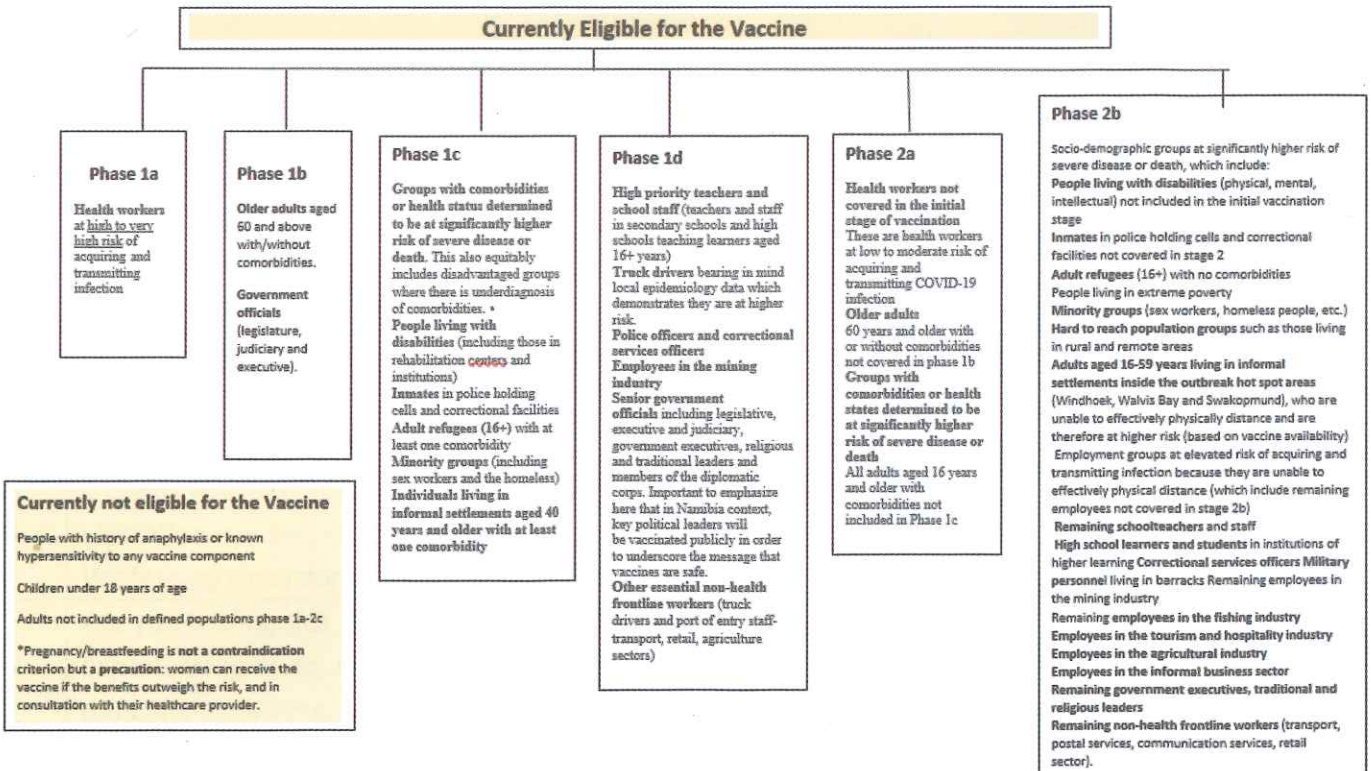 Currently Eligible for the Vaccine
Phase 1a
Health workers
at high to very
high risk of
acquiring and
transmitting
infection
Phase 1b
Older adults aged
60 and above
with/without
comorbidities.
Government
officials
(legislature,
judiciary and
executive).
Phase 1c
Groups with comorbidities
or health status determined
to be at significantly higher
risk of severe disease or
death. This also equitably
includes disadvantaged groups
where there is underdiagnosis
of comorbidities.
People living with
disabilities (including those in
rehabilitation centers and
institutions)
Inmates in police holding
cells and correctional facilities
Adult refugees (16+) with at
least one comorbidity
Minority groups (including
sex workers and the homeless)
Individuals living in
informal settlements aged 40
years and older with at least
one comorbidity
Phase 1d
High priority teachers and
school staff (teachers and staff
in secondary schools and high
schools teaching learners aged
16+ years)
Truck drivers bearing in mind
local epidemiology data which
demonstrates they are at higher
risk.
Police officers and correctional
services officers
Employees in the mining
industry
Senior government
officials including legislative,
executive and judiciary,
government executives, religious
and traditional leaders and
members of the diplomatic
corps. Important to emphasize
here that in Namibia context,
key political leaders will
be vaccinated publicly in order
to underscore the message that
vaccines are safe.
Other essential non-health
frontline workers (truck
drivers and port of entry staff-
transport, retail, agriculture
sectors)
Phase 2a
Health workers not
covered in the initial
stage of vaccination
These are health workers
at low to moderate risk of
acquiring and
transmitting COVID-19
infection
Older adults
60 years and older with
or without comorbidities
not covered in phase 1b
Groups with
comorbidities or health
states determined to be
at significantly higher
risk of severe disease or
death
All adults aged 16 years
and older with
comorbidities not
included in Phase 1c
Phase 2b
Socio-demographic groups at significantly higher risk of
severe disease or death, which include:
People living with disabilities (physical, mental,
intellectual) not included in the initial vaccination
stage
Inmates in police holding cells and correctional
facilities not covered in stage 2
Adult refugees (16+) with no comorbidities
People living in extreme poverty
Minority groups (sex workers, homeless people, etc.)
Hard to reach population groups such as those living
in rural and remote areas
Adults aged 16-59 years living in informal
settlements inside the outbreak hot spot areas
(Windhoek, Walvis Bay and Swakopmund), who are
unable to effectively physically distance and are
therefore at higher risk (based on vaccine availability)
Employment groups at elevated risk of acquiring and
transmitting infection because they are unable to
effectively physical distance (which include remaining
employees not covered in stage 2b)
Remaining schoolteachers and staff
High school learners and students in institutions of
higher learning Correctional services officers Military
personnel living in barracks Remaining employees in
the mining industry
Remaining employees in the fishing industry
Employees in the tourism and hospitality industry
Employees in the agricultural industry
Employees in the informal business sector
Remaining government executives, traditional and
religious leaders
Remaining non-health frontline workers (transport,
postal services, communication services, retail
sector).
Currently not eligible for the Vaccine
People with history of anaphylaxis or known
hypersensitivity to any vaccine component
Children under 18 years of age
Adults not included in defined populations phase 1a-2c
*Pregnancy/breastfeeding is not a contraindication
criterion but a precaution: women can receive the
vaccine if the benefits outweigh the risk, and in
consultation with their healthcare provider.